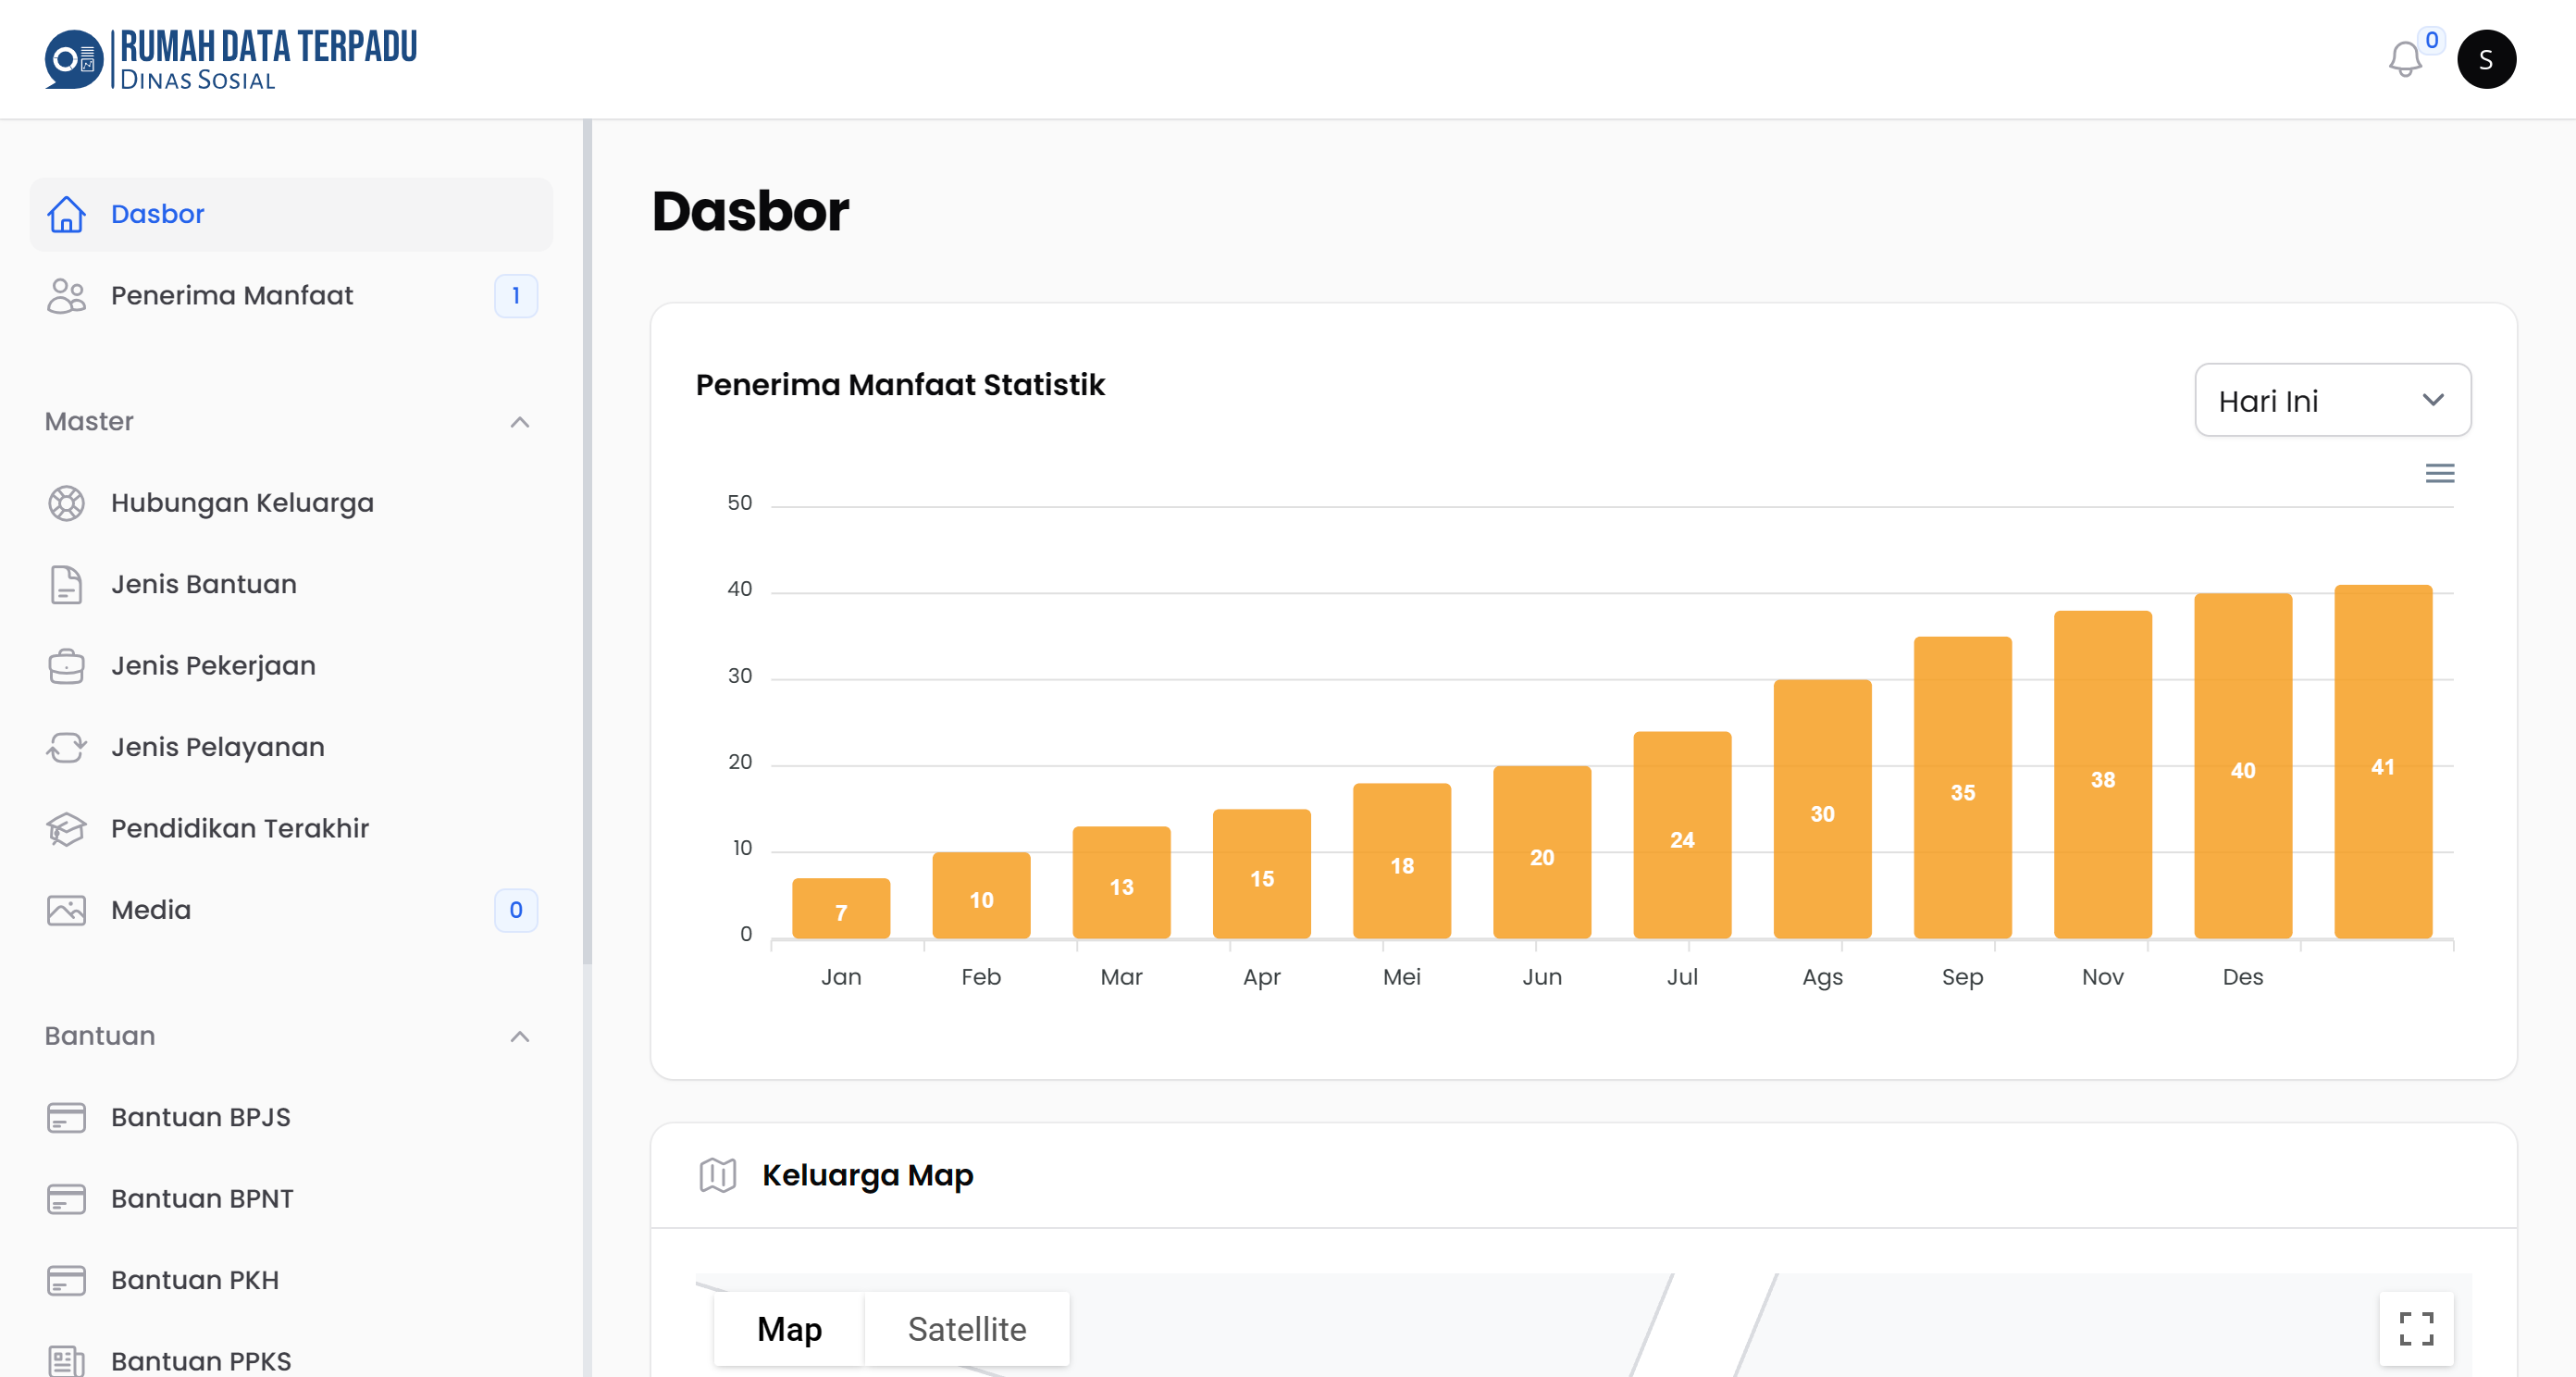 RUMAH DATA TERPADU
DINAS SOSIAL
0
S
Dasbor
Penerima Manfaat 1
Master
Hubungan Keluarga
Jenis Bantuan
Jenis Pekerjaan
Jenis Pelayanan
Pendidikan Terakhir
Media 0
Bantuan
Bantuan BPJS
Bantuan BPNT
Bantuan PKH
Bantuan PPKS
Dasbor
Penerima Manfaat Statistik
Hari Ini
50
40
30
20
10
0
7 10 13 15 18 20 24 30 35 38 40 41
Jan Feb Mar Apr Mei Jun Jul Ags Sep Nov Des
Keluarga Map
Map Satellite